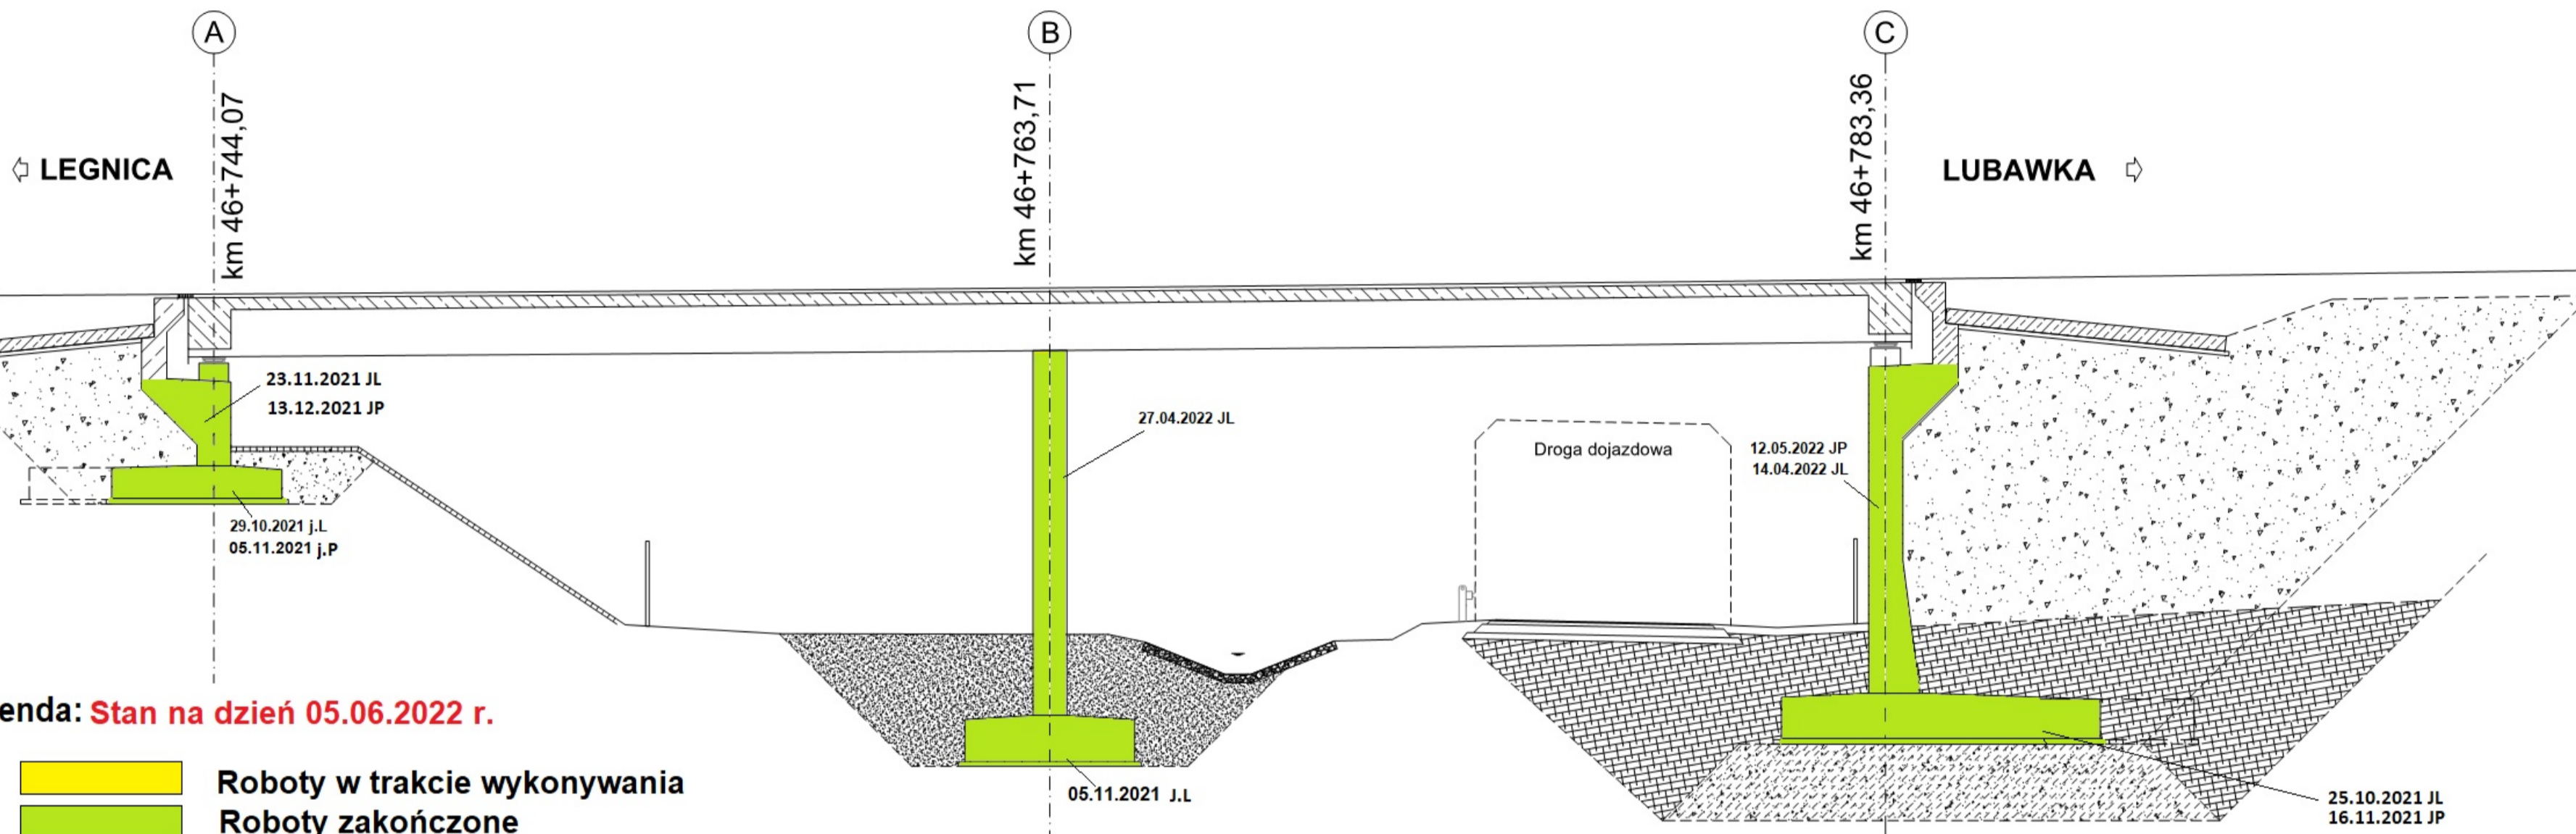 A
B
C
km 46+744,07
km 46+763,71
km 46+783,36
LEGNICA
LUBAWKA
23.11.2021 JL
13.12.2021 JP
27.04.2022 JL
Droga dojazdowa
12.05.2022 JP
14.04.2022 JL
29.10.2021 j.L
05.11.2021 j.P
enda: Stan na dzień 05.06.2022 r.
Roboty w trakcie wykonywania
Roboty zakończone
05.11.2021 J.L
25.10.2021 JL
16.11.2021 JP